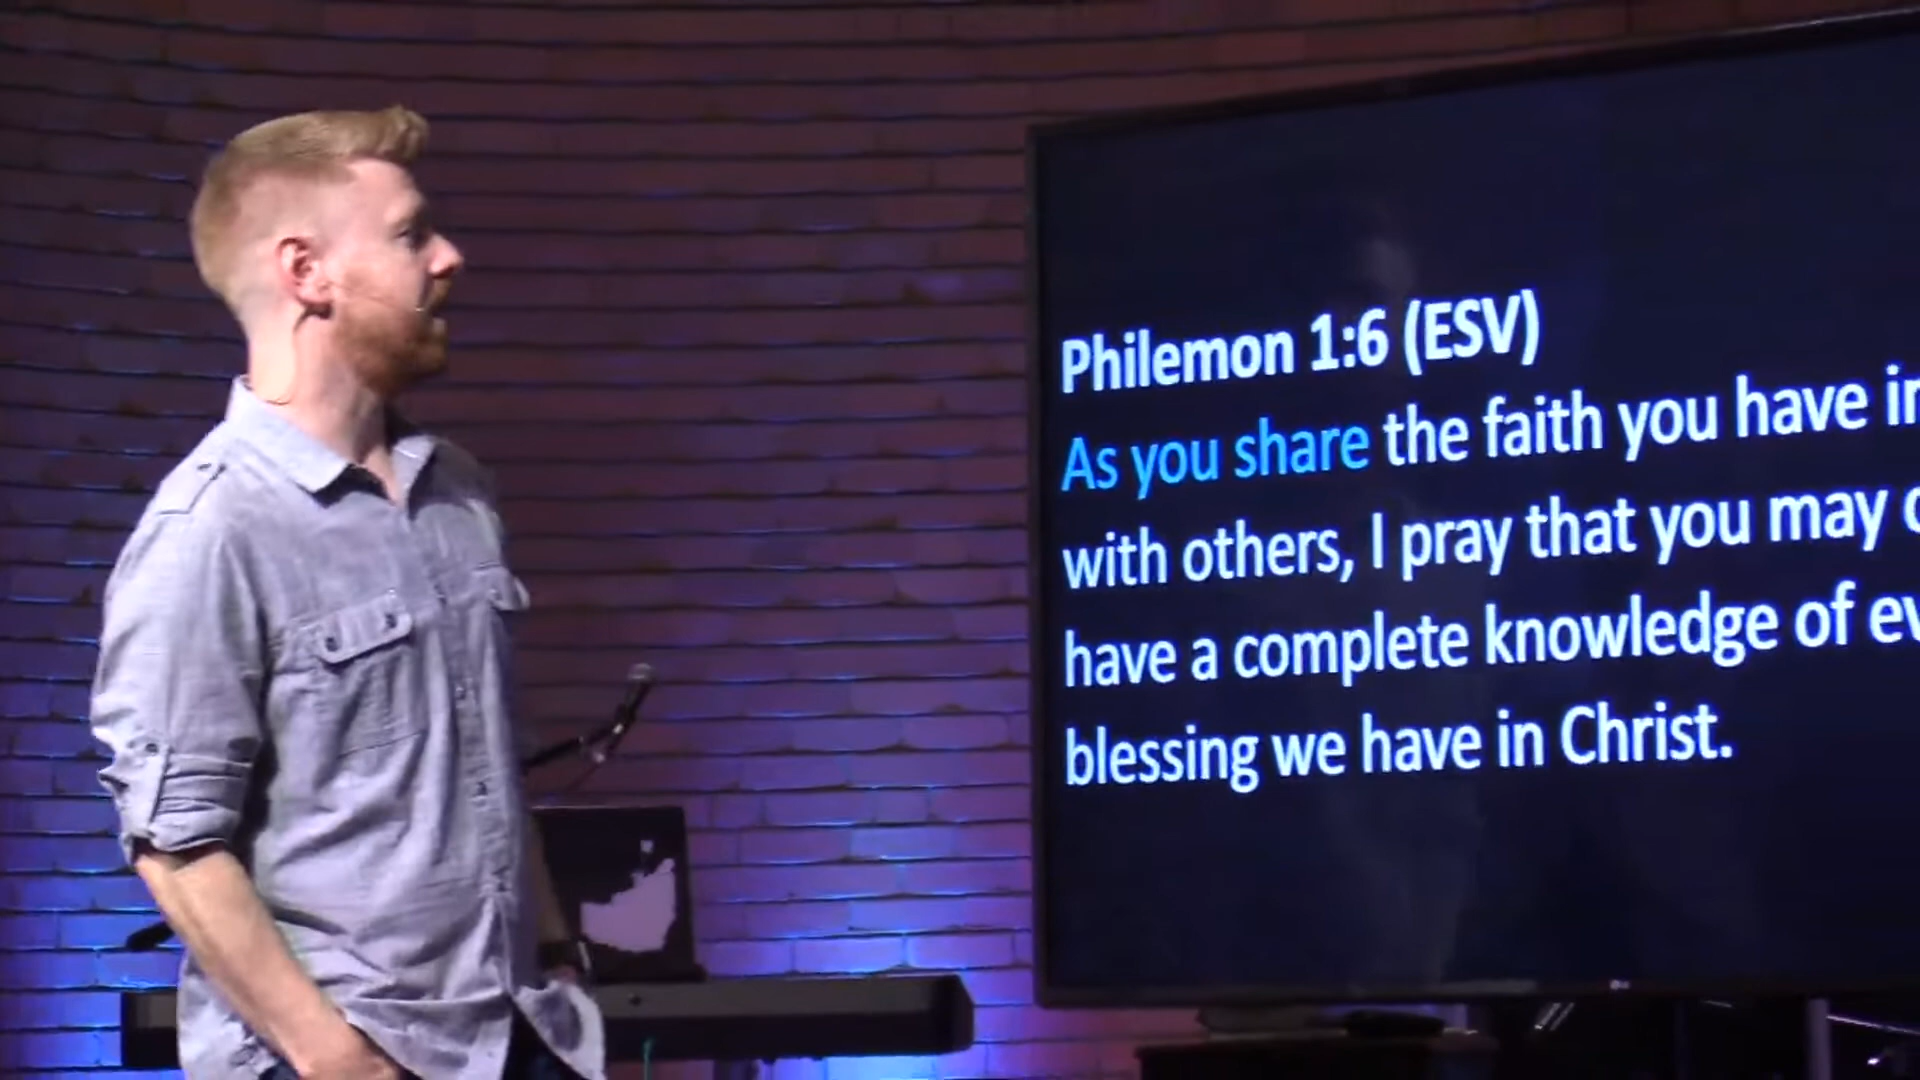 Philemon 1:6 (ESV)
As you share the faith you have
with others, I pray that you may
have a complete knowledge of
blessing we have in Christ.